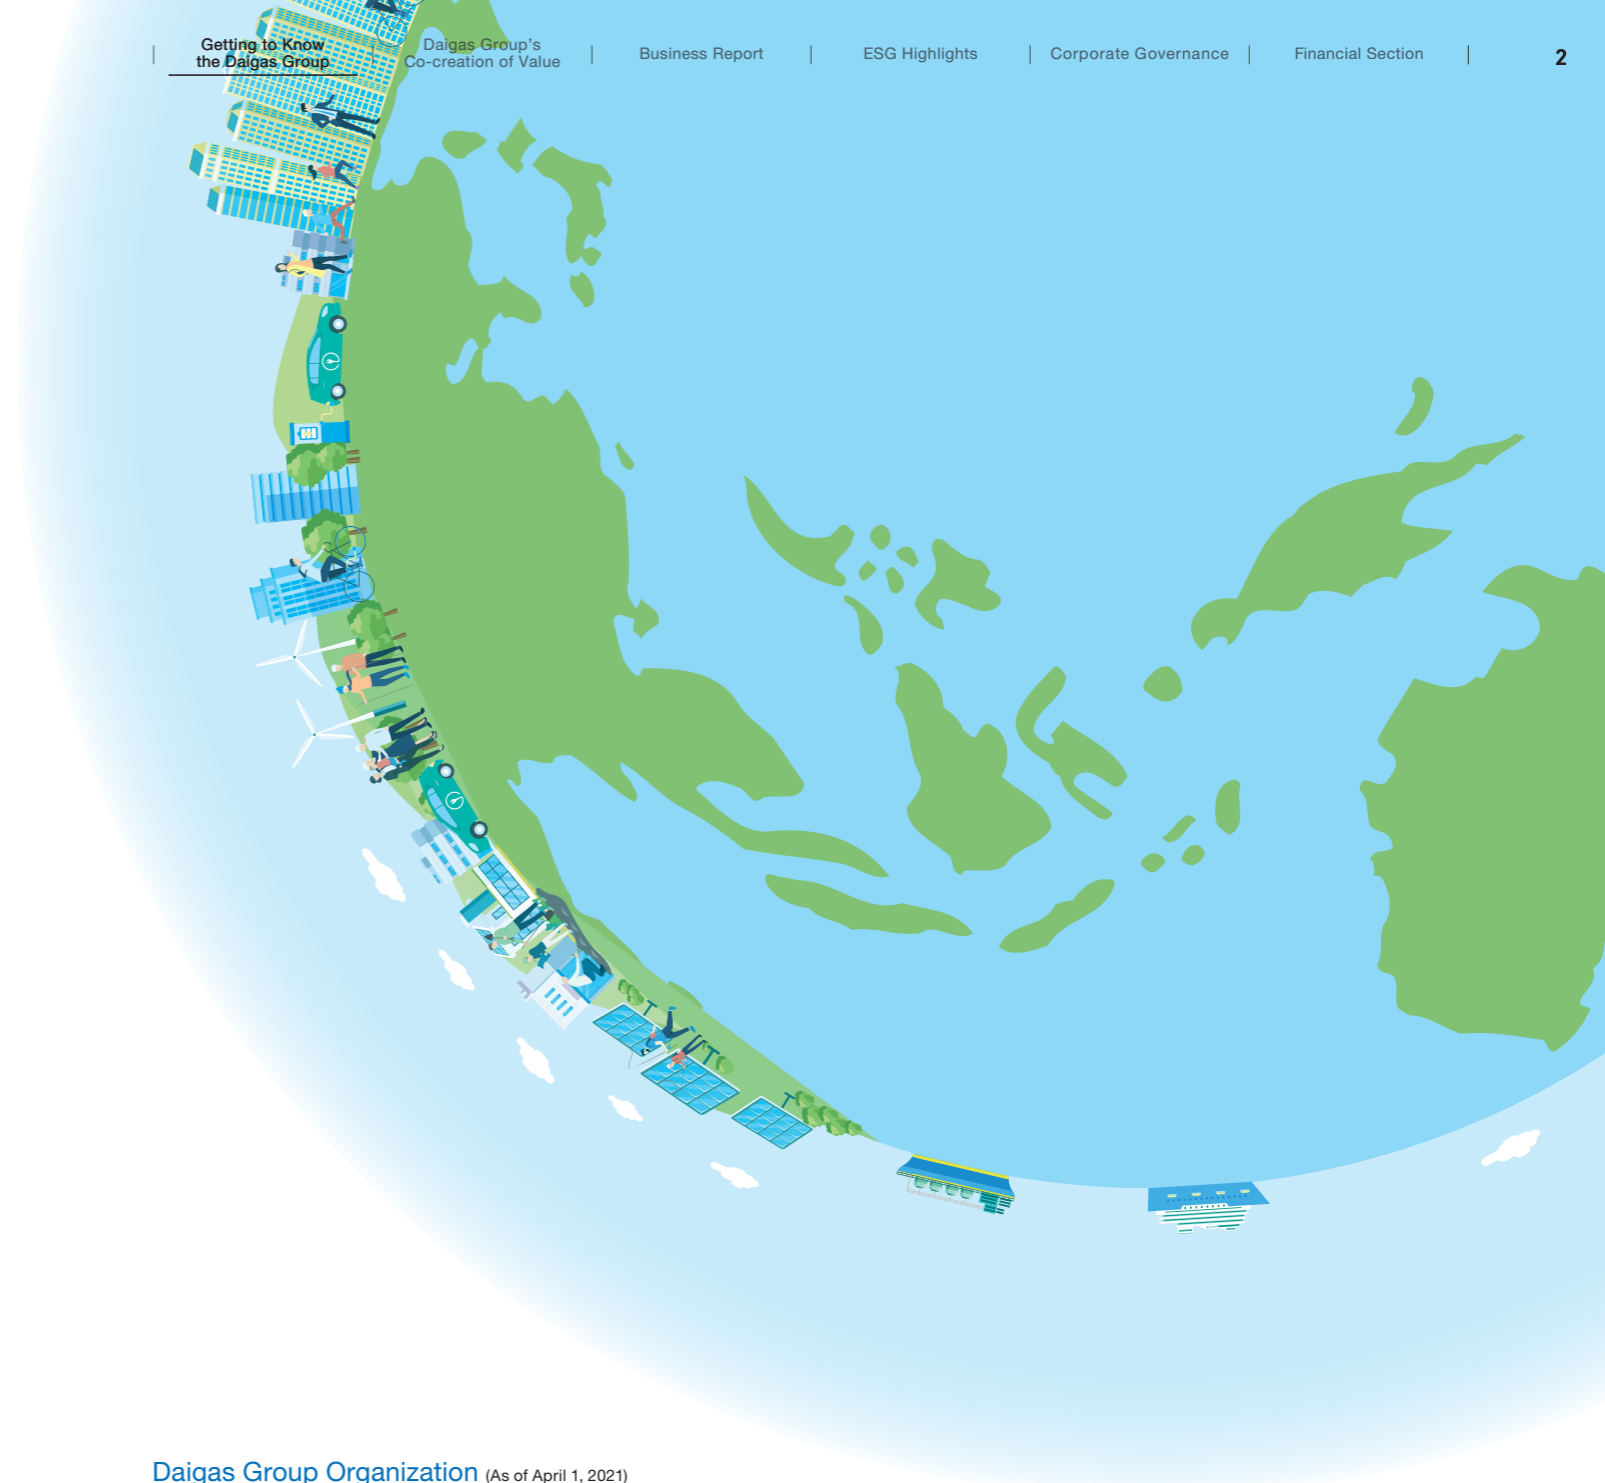 Getting to Know
the Daigas Group
Daigas Group's
Co-creation of Value
Business Report
ESG Highlights
Corporate Governance
Financial Section
2
Daigas Group Organization (As of April 1, 2021)